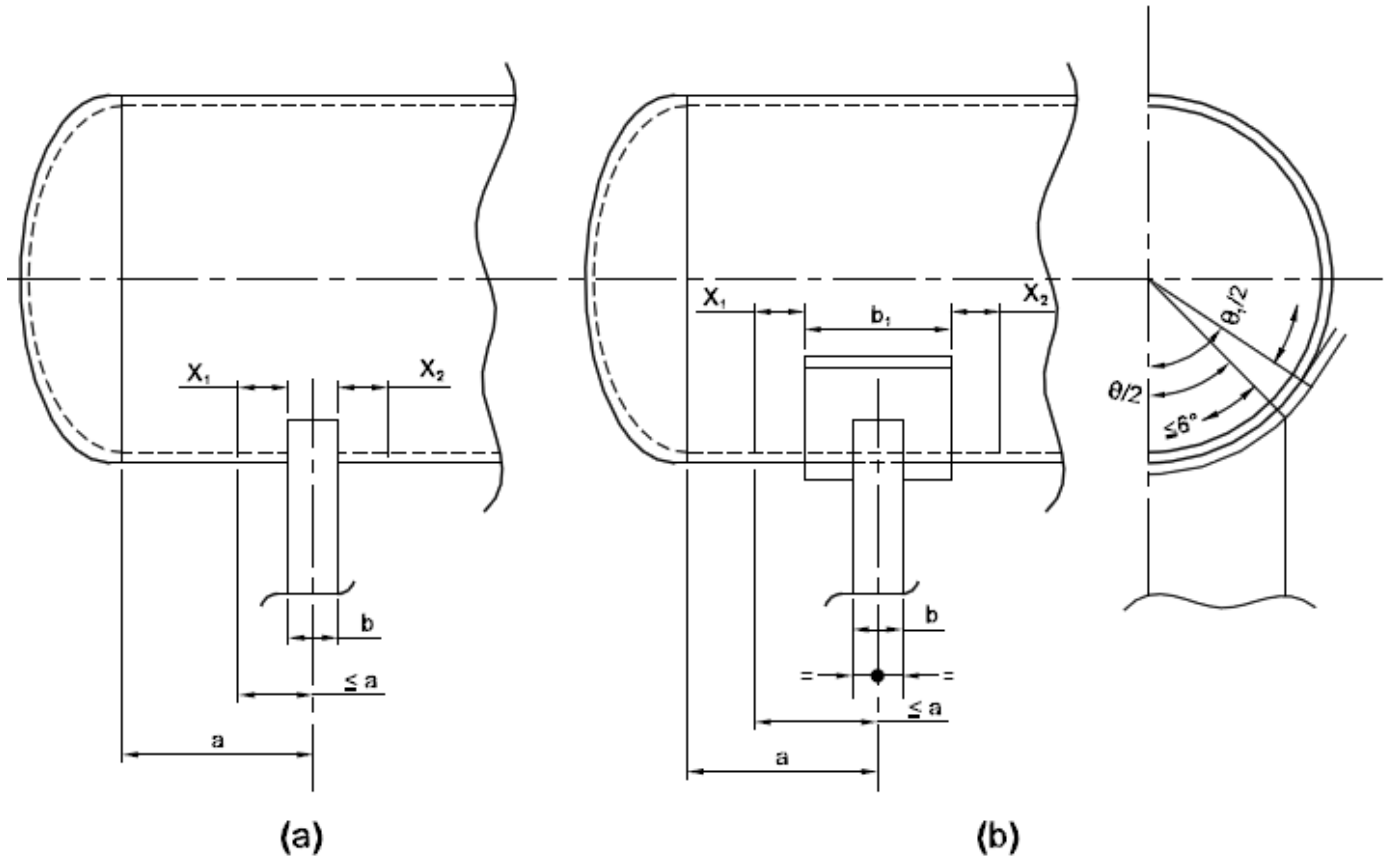 X₁
X₂
b
≤ a
a
(a)
X₁
b₁
X₂
b
= =
≤ a
a
(b)
θ₁/2
θ/2
≤6°